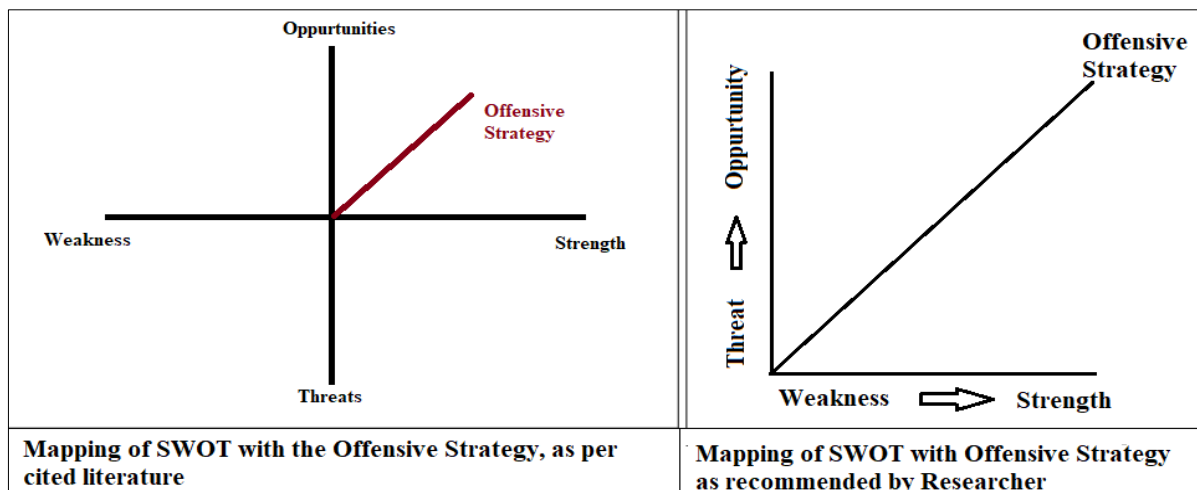 Oppurtunities
Offensive
Strategy
Weakness
Strength
Threats
Mapping of SWOT with the Offensive Strategy, as per
cited literature
Offensive
Strategy
Oppurtunity
Threat
Weakness
Strength
Mapping of SWOT with Offensive Strategy
as recommended by Researcher